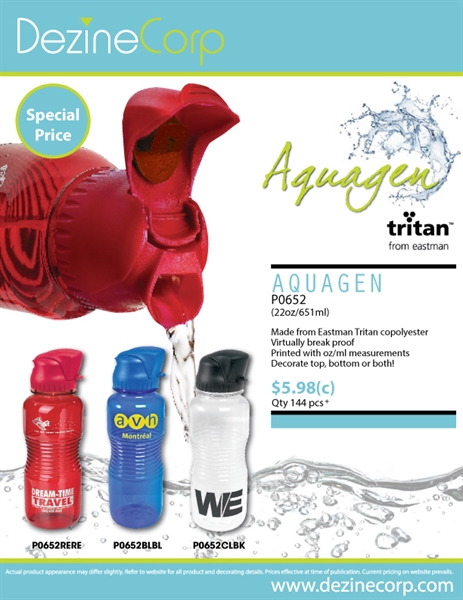 DezineCorp
Special
Price
Aquagen
tritan™
from eastman
AQUAGEN
P0652
(22oz/651ml)
Made from Eastman Tritan copolyester
Virtually break proof
Printed with oz/ml measurements
Decorate top, bottom or both!
$5.98(c)
Qty 144 pcs+
DREAM-TIME
TRAVEL
avn
Montréal
WE
P0652RERE
P0652BLBL
P0652CLBK
Actual product appearance may differ slightly. Refer to website for all product and decorating details. Prices effective at time of publication. Current pricing on website prevails.
www.dezinecorp.com